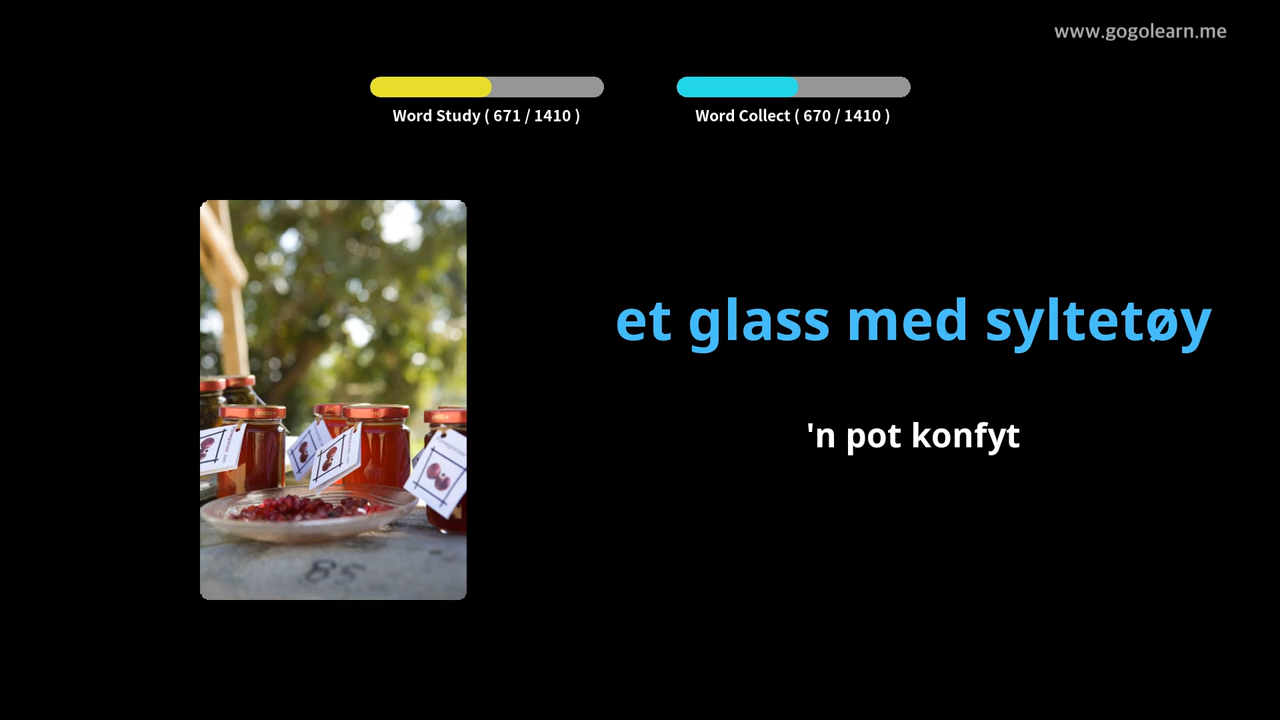 www.gogolearn.me
Word Study ( 671 / 1410 )
Word Collect ( 670 / 1410 )
et glass med syltetøy
'n pot konfyt
85